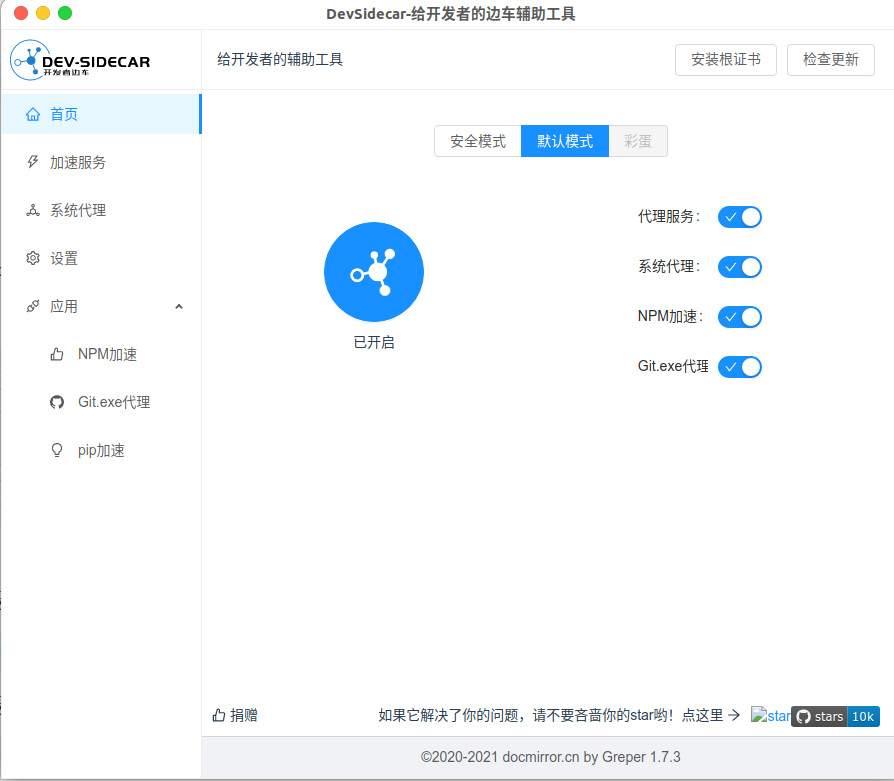 DevSidecar-给开发者的边车辅助工具
DEV-SIDECAR
开发者边车
给开发者的辅助工具
安装根证书
检查更新
首页
加速服务
系统代理
设置
应用
NPM加速
Git.exe代理
pip加速
安全模式
默认模式
彩蛋
已开启
代理服务：
系统代理：
NPM加速：
Git.exe代理
捐赠
如果它解决了你的问题，请不要吝啬你的star哟！点这里
star
stars 10k
©2020-2021 docmirror.cn by Greper 1.7.3